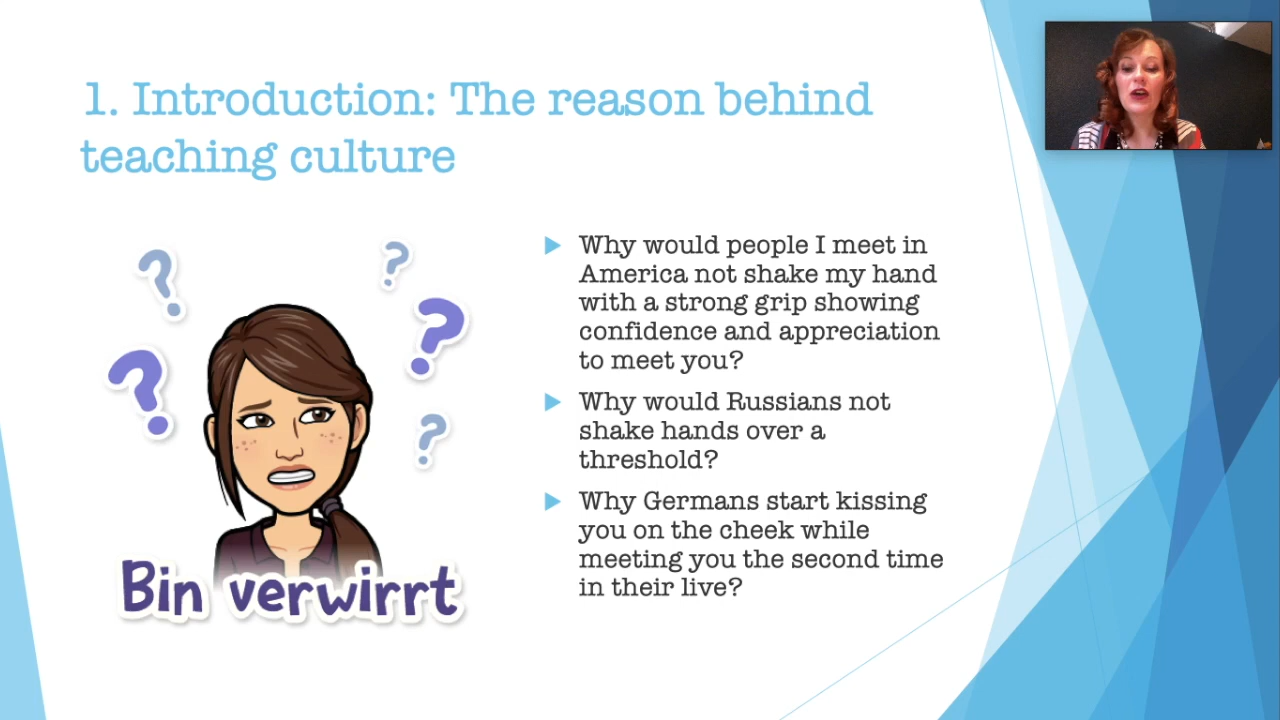 1. Introduction: The reason behind
teaching culture
Why would people I meet in
America not shake my hand
with a strong grip showing
confidence and appreciation
to meet you?
Why would Russians not
shake hands over a
threshold?
Why Germans start kissing
you on the cheek while
meeting you the second time
in their live?
? ? ? ? ?
Bin verwirrt